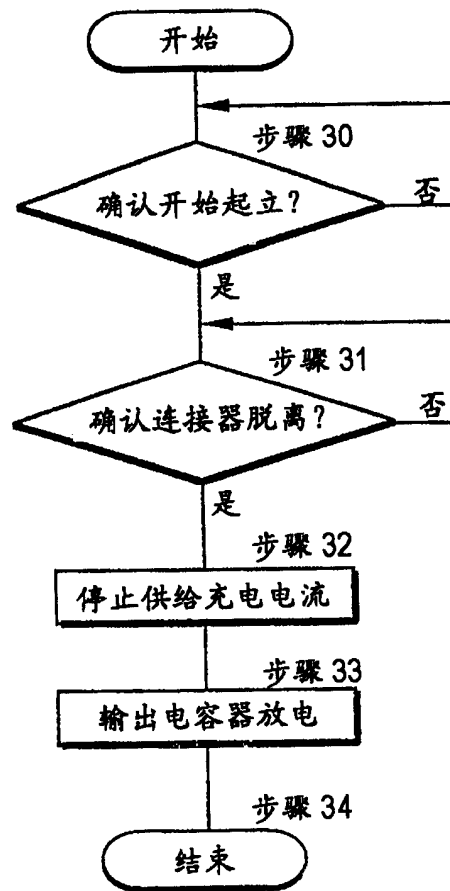 开始
步骤 30
确认开始起立?
否
是
步骤 31
确认连接器脱离?
否
是
步骤 32
停止供给充电电流
步骤 33
输出电容器放电
步骤 34
结束